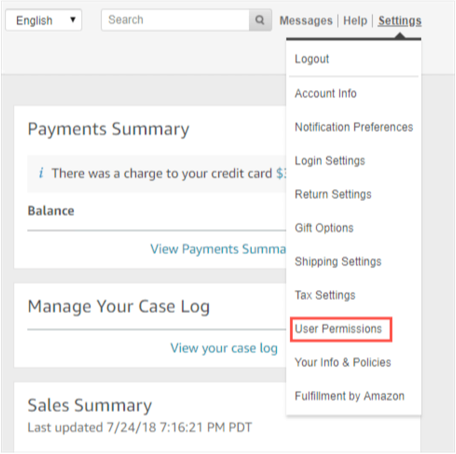 English
Search
Messages | Help | Settings
Logout
Account Info
Notification Preferences
Login Settings
Return Settings
Gift Options
Shipping Settings
Tax Settings
User Permissions
Your Info & Policies
Fulfillment by Amazon
Payments Summary
i There was a charge to your credit card
Balance
View Payments
Manage Your Case Log
View your case log
Sales Summary
Last updated 7/24/18 7:16:21 PM PDT